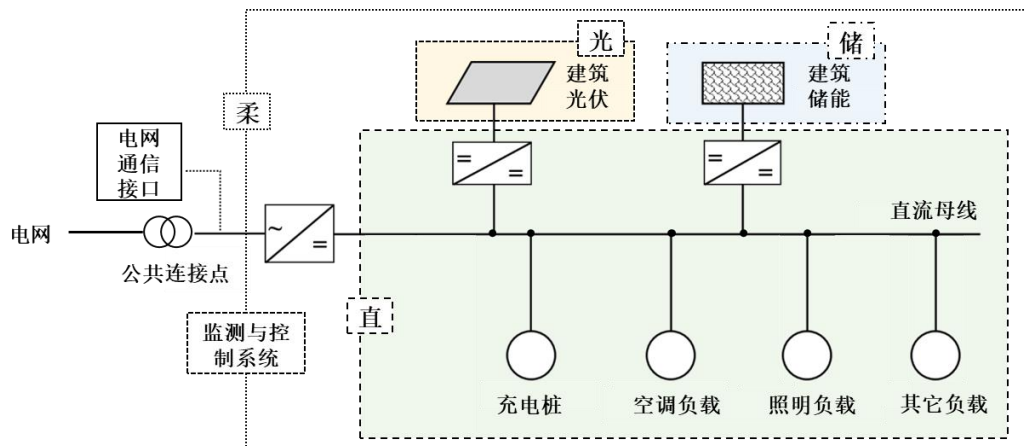 光
建筑
光伏
储
建筑
储能
柔
电网
通信
接口
电网
公共连接点
~
=
=
=
=
=
直流母线
直
监测与控
制系统
充电桩
空调负载
照明负载
其它负载